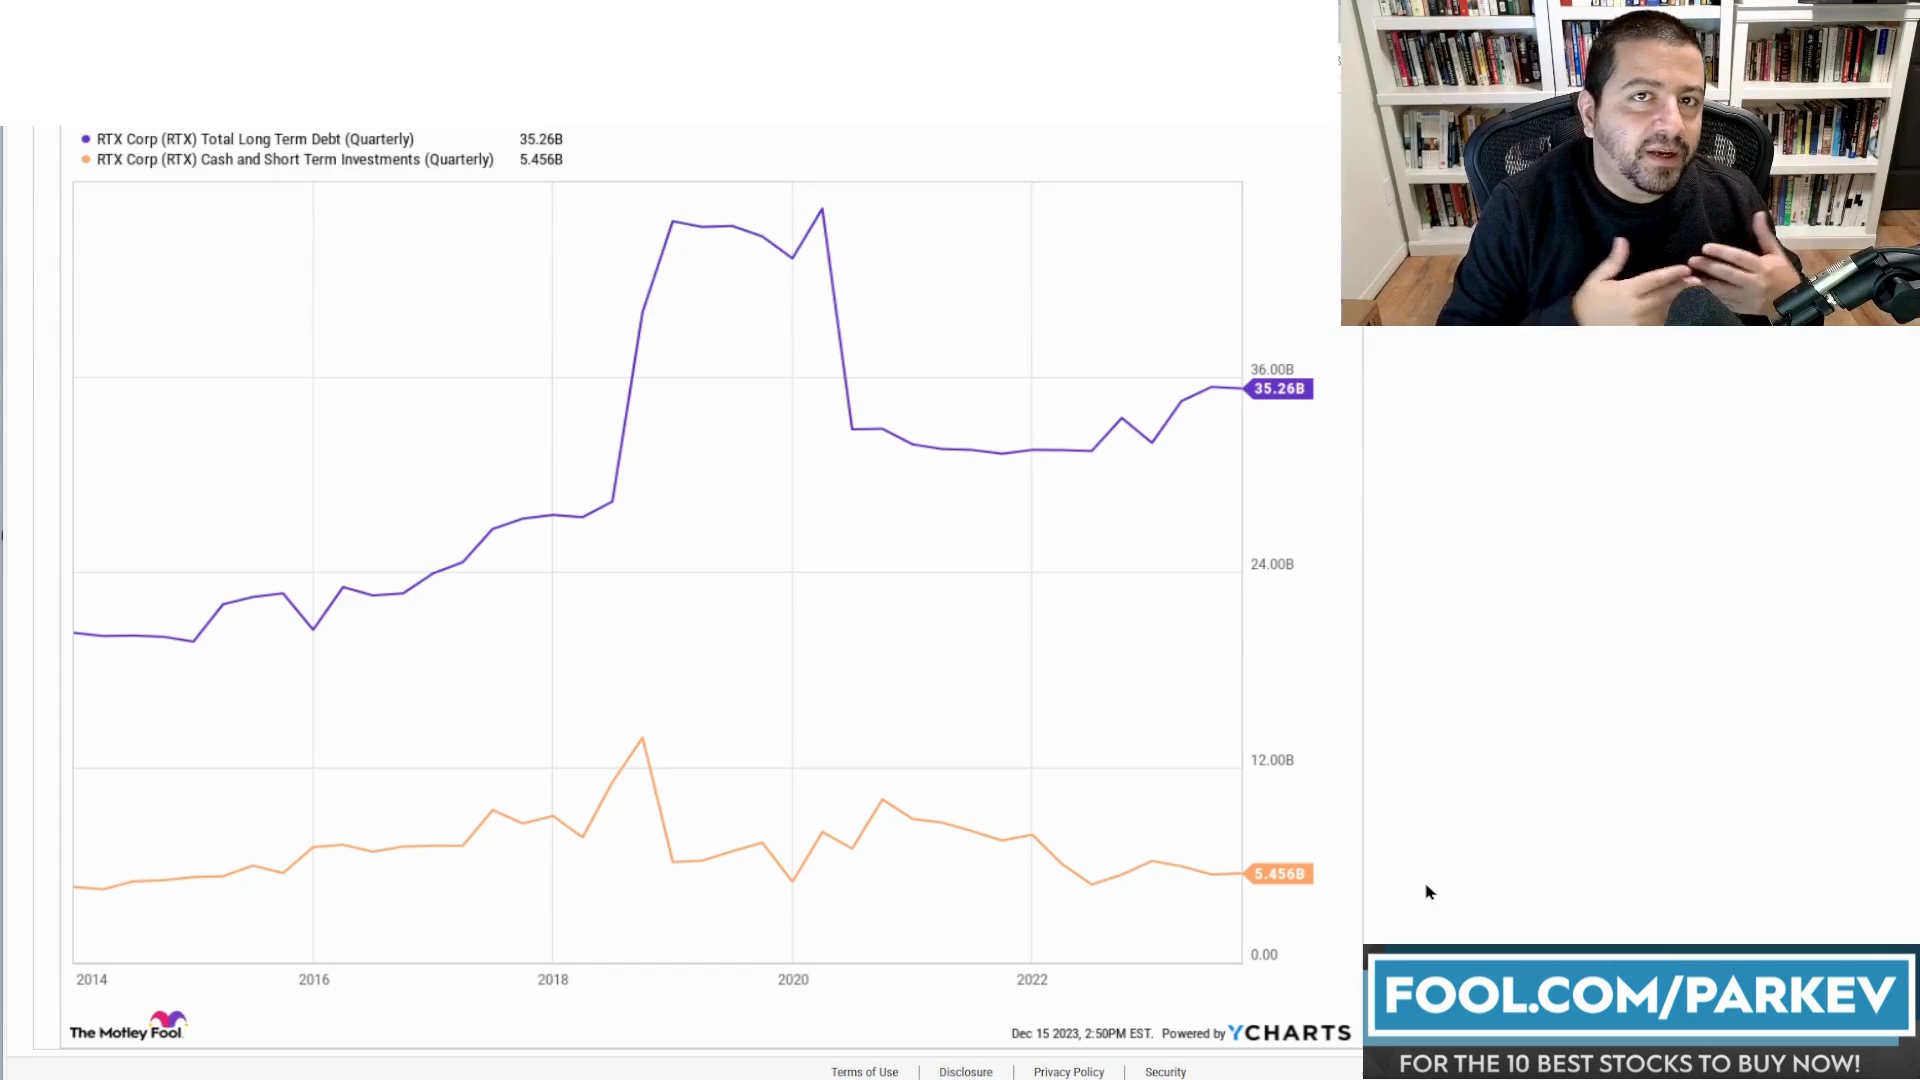 RTX Corp (RTX) Total Long Term Debt (Quarterly) 35.26B
RTX Corp (RTX) Cash and Short Term Investments (Quarterly) 5.456B
36.00B
35.26B
24.00B
12.00B
5.456B
0.00
2014 2016 2018 2020 2022
The Motley Fool.
Dec 15 2023, 2:50PM EST. Powered by YCHARTS
Terms of Use | Disclosure | Privacy Policy | Security
FOOL.COM/PARKEV
FOR THE 10 BEST STOCKS TO BUY NOW!